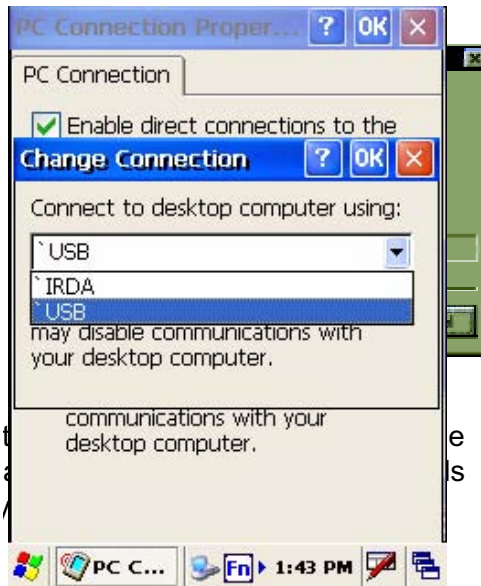 PC Connection Proper... ? OK
PC Connection
Enable direct connections to the
Change Connection ? OK
Connect to desktop computer using:
`USB
`IRDA
`USB
may disable communications with
your desktop computer.
communications with your
desktop computer.
PC C... Fn 1:43 PM